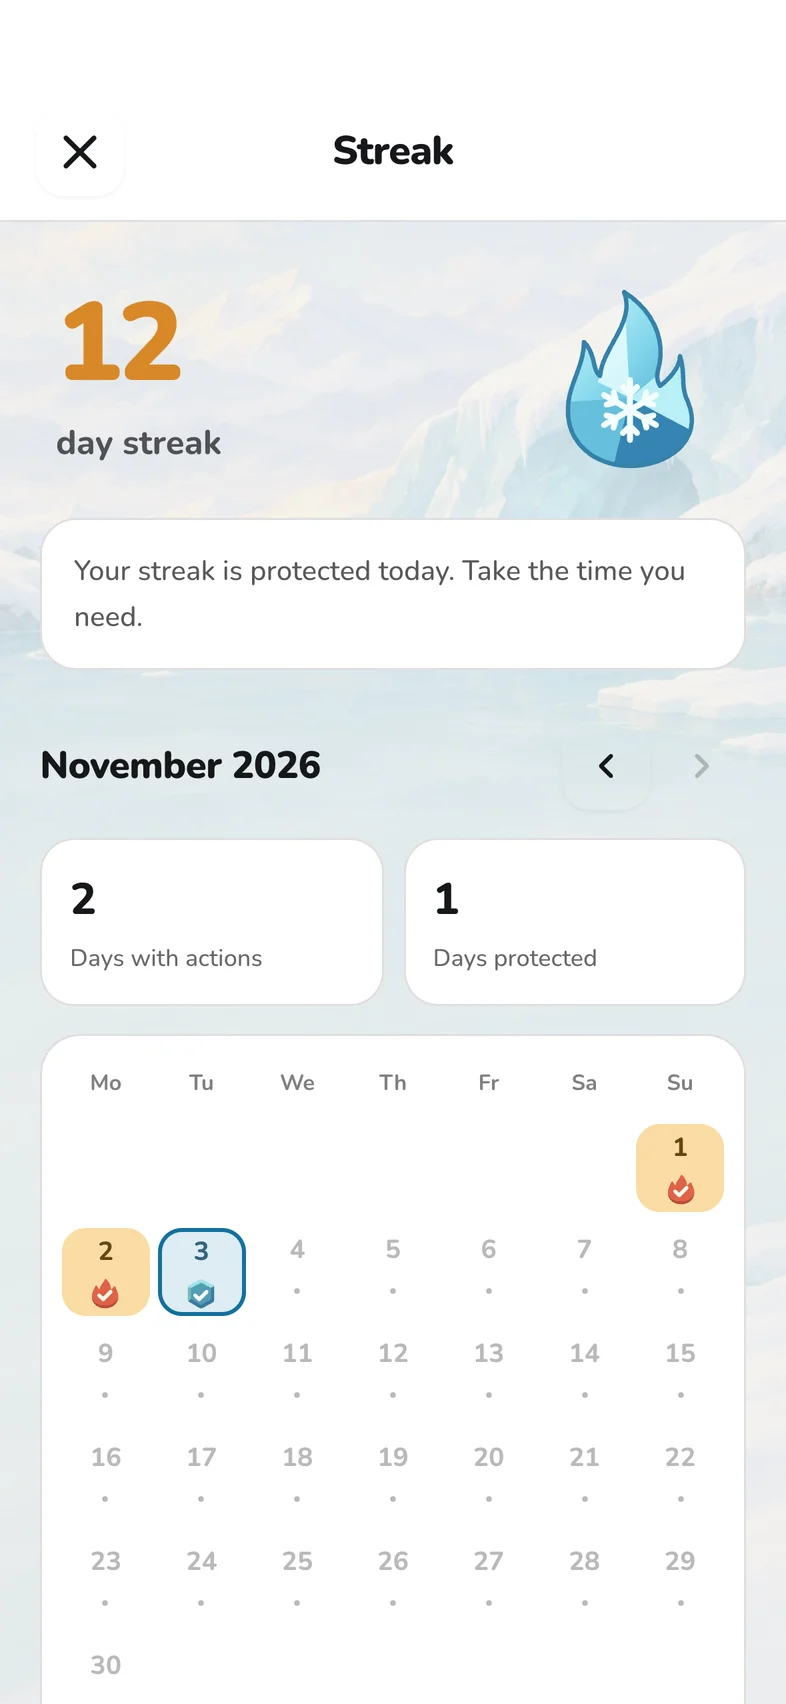 Streak
12
day streak
Your streak is protected today. Take the time you
need.
November 2026
2
Days with actions
1
Days protected
Mo Tu We Th Fr Sa Su
1
2 3 4 5 6 7 8
9 10 11 12 13 14 15
16 17 18 19 20 21 22
23 24 25 26 27 28 29
30